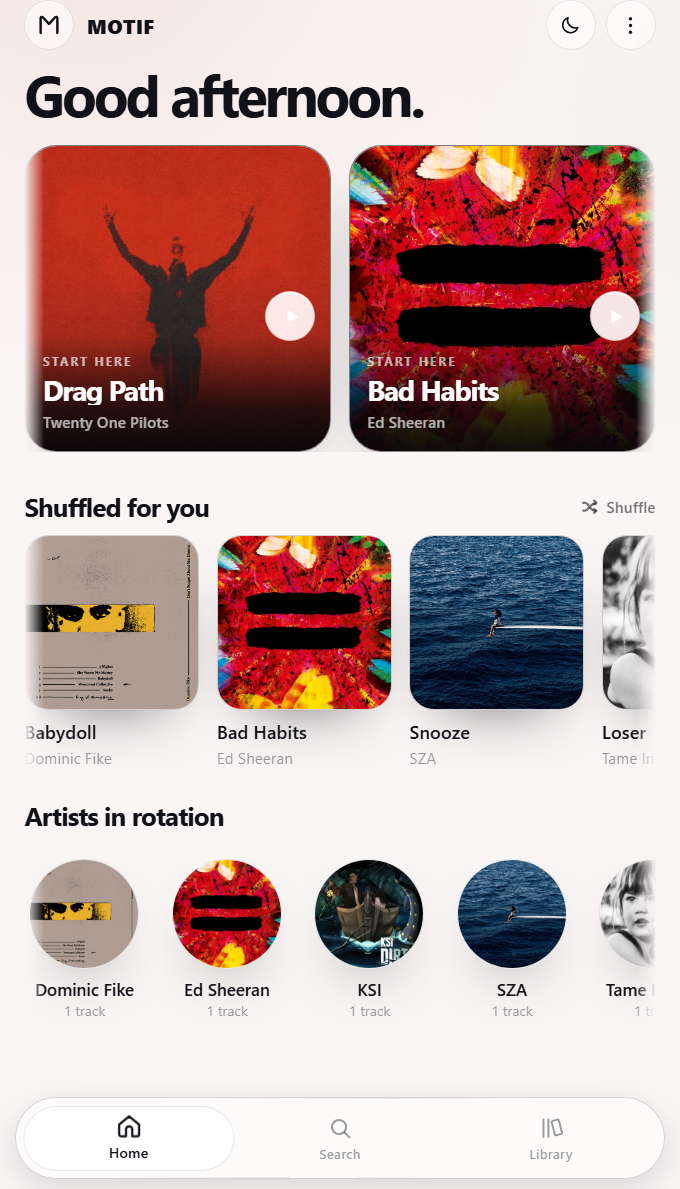 MOTIF
Good afternoon.
START HERE
Drag Path
Twenty One Pilots
START HERE
Bad Habits
Ed Sheeran
Shuffled for you
Shuffle
Babydoll
Dominic Fike
Bad Habits
Ed Sheeran
Snooze
SZA
Loser
Tame
Artists in rotation
Dominic Fike
1 track
Ed Sheeran
1 track
KSI
KSI
1 track
SZA
1 track
Tame
1
Home
Search
Library